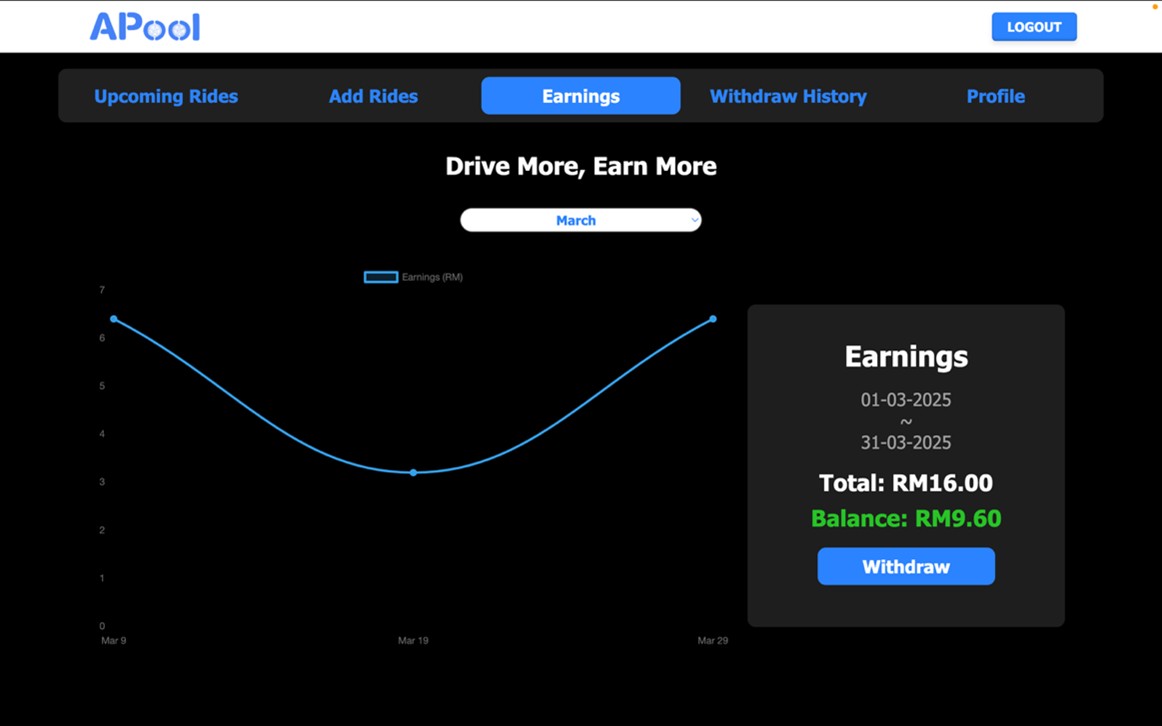 APool
LOGOUT
Upcoming Rides Add Rides Earnings Withdraw History Profile
Drive More, Earn More
March
Earnings (RM)
7
6
5
4
3
2
1
0
Mar 9 Mar 19 Mar 29
Earnings
01-03-2025
~
31-03-2025
Total: RM16.00
Balance: RM9.60
Withdraw